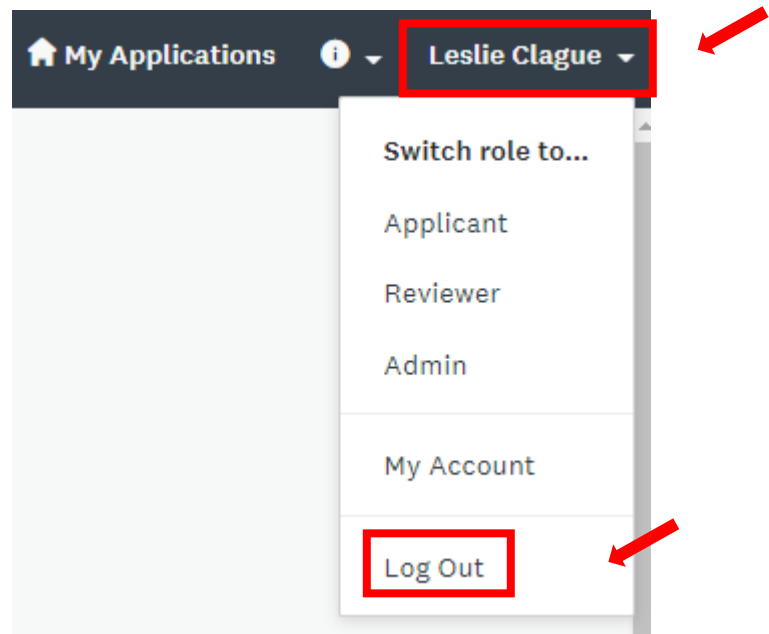 My Applications Leslie Clague
Switch role to...
Applicant
Reviewer
Admin
My Account
Log Out